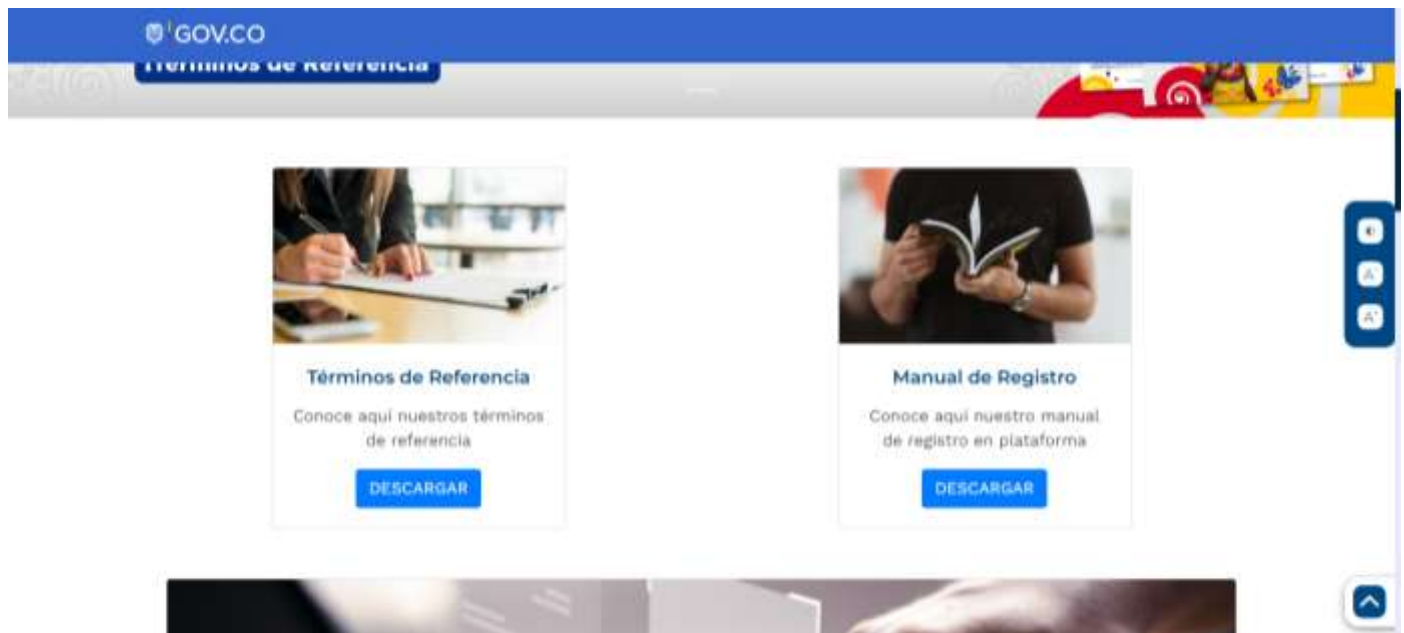 GOV.CO
Términos de Referencia
Términos de Referencia
Conoce aquí nuestros términos
de referencia
DESCARGAR
Manual de Registro
Conoce aquí nuestro manual
de registro en plataforma
DESCARGAR
A
A+